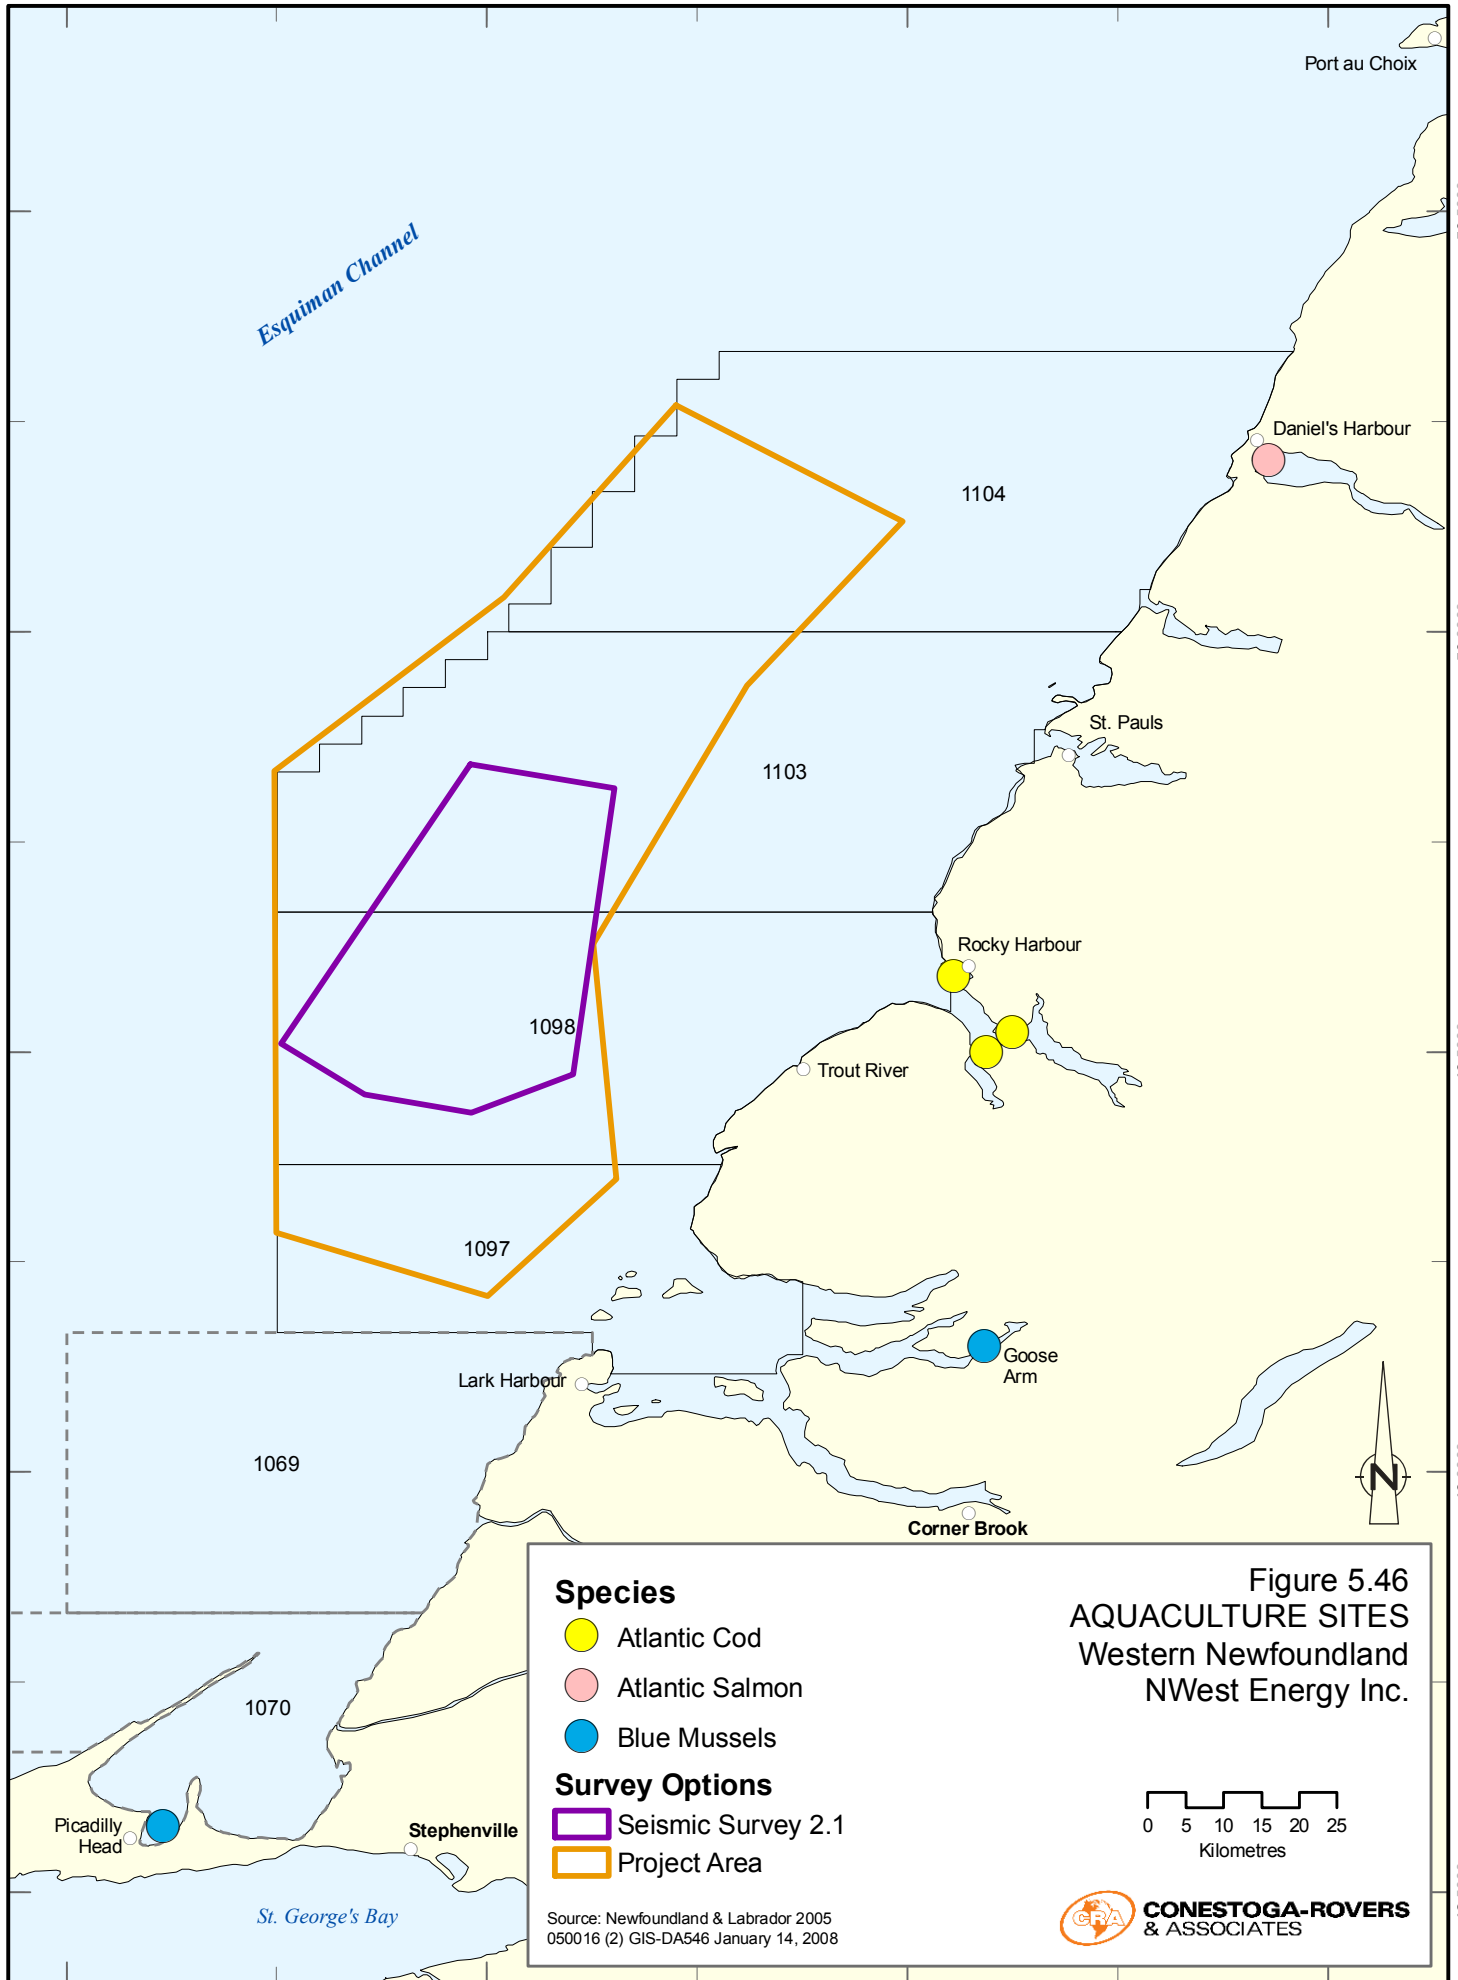 Port au Choix
Esquiman Channel
Daniel's Harbour
1104
St. Pauls
1103
Rocky Harbour
1098
Trout River
1097
Goose
Arm
Lark Harbour
1069
N
Corner Brook
1070
Picadilly
Head
Stephenville
St. George's Bay
Species
Atlantic Cod
Atlantic Salmon
Blue Mussels
Survey Options
Seismic Survey 2.1
Project Area
Source: Newfoundland & Labrador 2005
050016 (2) GIS-DA546 January 14, 2008
Figure 5.46
AQUACULTURE SITES
Western Newfoundland
NWest Energy Inc.
0 5 10 15 20 25
Kilometres
CRA
CONESTOGA-ROVERS
& ASSOCIATES